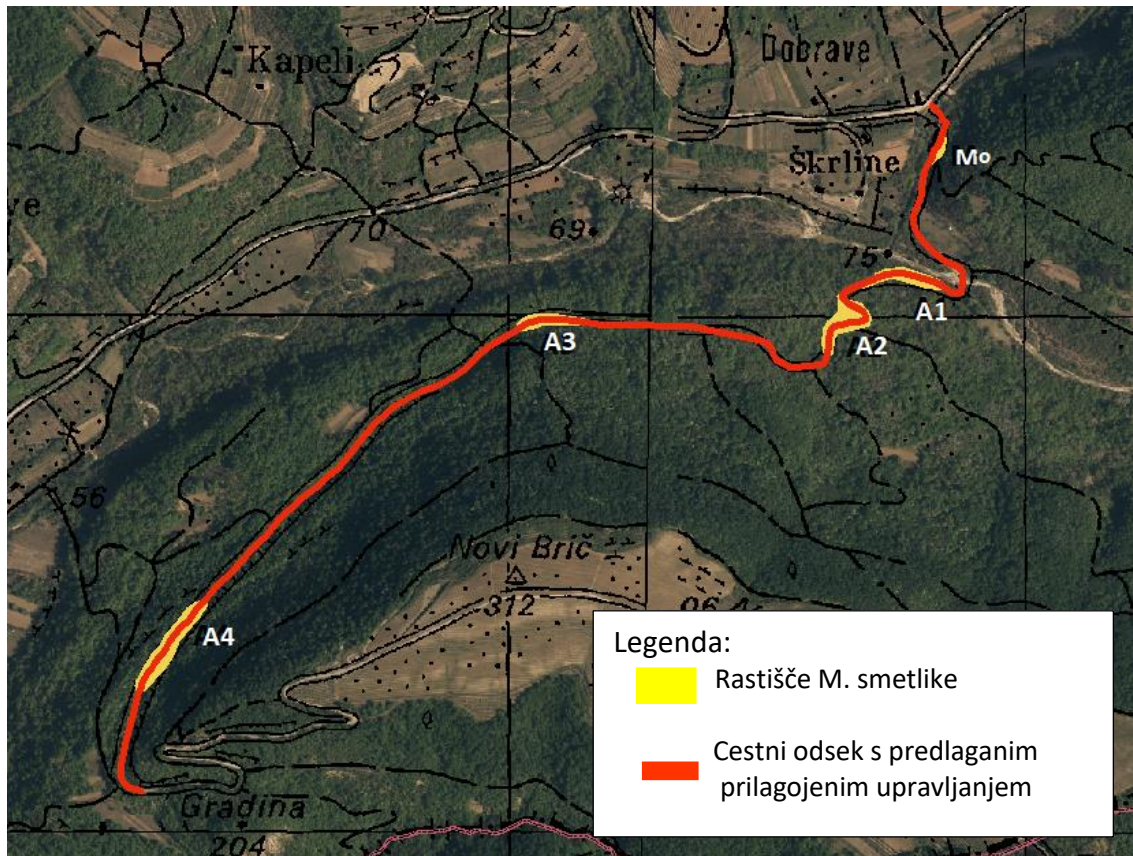 Kapeli
Dobrave
Škrline
Mo
ve
70
69
75
A1
A2
A3
56
Novi Brič
312
A4
Gradina
204
Legenda:
Rastišče M. smetlike
Cestni odsek s predlaganim
prilagojenim upravljanjem